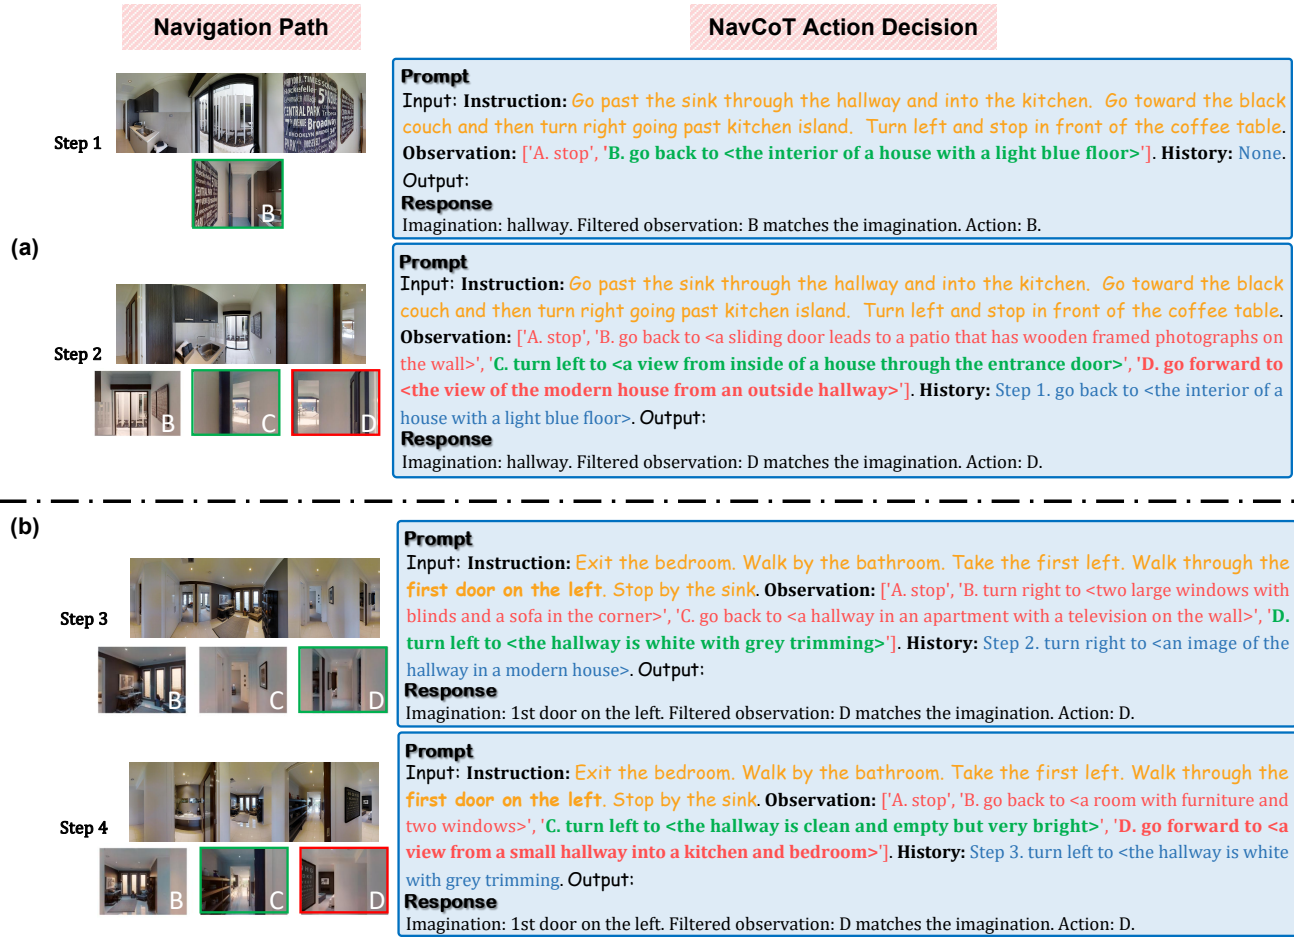 Navigation Path
NavCoT Action Decision
(a)
Step 1
NEW YORK TIMES SQUARE
Rockefeller
CENTRAL PARK
5
7TH AVENUE Broadway
BROOKLYN
PARK
B
Prompt
Input: Instruction: Go past the sink through the hallway and into the kitchen. Go toward the black
couch and then turn right going past kitchen island. Turn left and stop in front of the coffee table.
Observation: ['A. stop', 'B. go back to <the interior of a house with a light blue floor>']. History: None.
Output:
Response
Imagination: hallway. Filtered observation: B matches the imagination. Action: B.
Step 2
B
C
D
Prompt
Input: Instruction: Go past the sink through the hallway and into the kitchen. Go toward the black
couch and then turn right going past kitchen island. Turn left and stop in front of the coffee table.
Observation: ['A. stop', 'B. go back to <a sliding door leads to a patio that has wooden framed photographs on
the wall>', 'C. turn left to <a view from inside of a house through the entrance door>', 'D. go forward to
<the view of the modern house from an outside hallway>']. History: Step 1. go back to <the interior of a
house with a light blue floor>. Output:
Response
Imagination: hallway. Filtered observation: D matches the imagination. Action: D.
(b)
Step 3
B
C
D
Prompt
Input: Instruction: Exit the bedroom. Walk by the bathroom. Take the first left. Walk through the
first door on the left. Stop by the sink. Observation: ['A. stop', 'B. turn right to <two large windows with
blinds and a sofa in the corner>', 'C. go back to <a hallway in an apartment with a television on the wall>', 'D.
turn left to <the hallway is white with grey trimming>']. History: Step 2. turn right to <an image of the
hallway in a modern house>. Output:
Response
Imagination: 1st door on the left. Filtered observation: D matches the imagination. Action: D.
Step 4
B
C
D
Prompt
Input: Instruction: Exit the bedroom. Walk by the bathroom. Take the first left. Walk through the
first door on the left. Stop by the sink. Observation: ['A. stop', 'B. go back to <a room with furniture and
two windows>', 'C. turn left to <the hallway is clean and empty but very bright>', 'D. go forward to <a
view from a small hallway into a kitchen and bedroom>']. History: Step 3. turn left to <the hallway is white
with grey trimming. Output:
Response
Imagination: 1st door on the left. Filtered observation: D matches the imagination. Action: D.